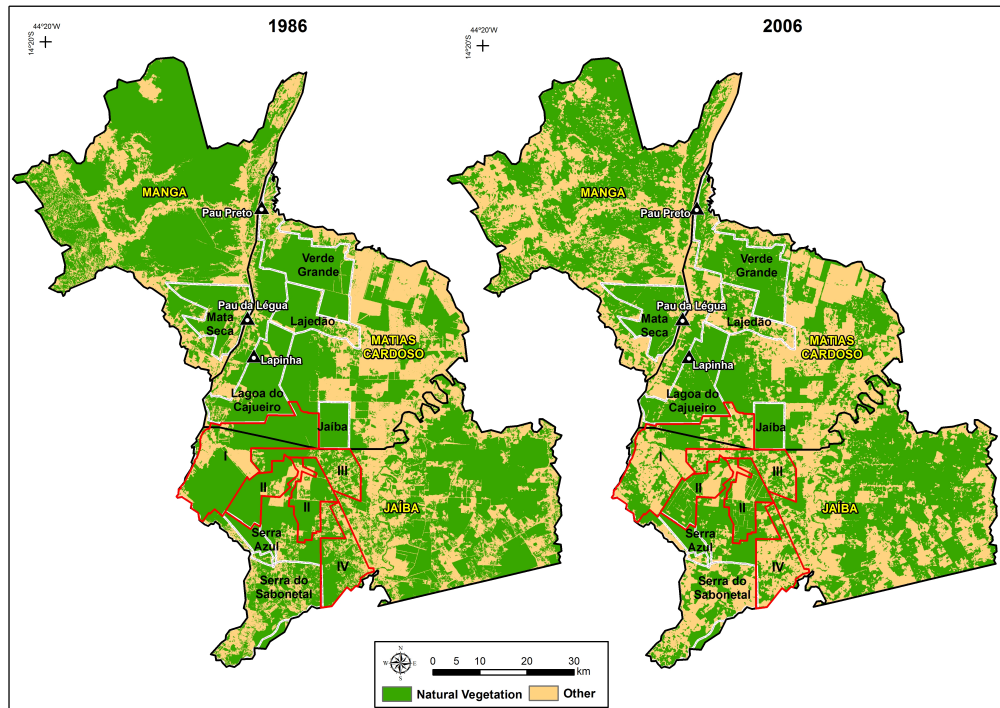 1986
2006
44°20'W
14°20'S
44°20'W
14°20'S
MANGA
Pau Preto
Verde
Grande
Pau da Légua
Mata
Seca
Lajedão
MATIAS
CARDOSO
Lapinha
Lagoa do
Cajueiro
Jaíba
I
II
III
II
JAÍBA
Serra
Azul
IV
Serra do
Sabonetal
MANGA
Pau Preto
Verde
Grande
Pau da Légua
Mata
Seca
Lajedão
MATIAS
CARDOSO
Lapinha
Lagoa do
Cajueiro
Jaíba
I
II
III
II
JAÍBA
Serra
Azul
IV
Serra do
Sabonetal
N
W E
S
0 5 10 20 30
km
Natural Vegetation Other